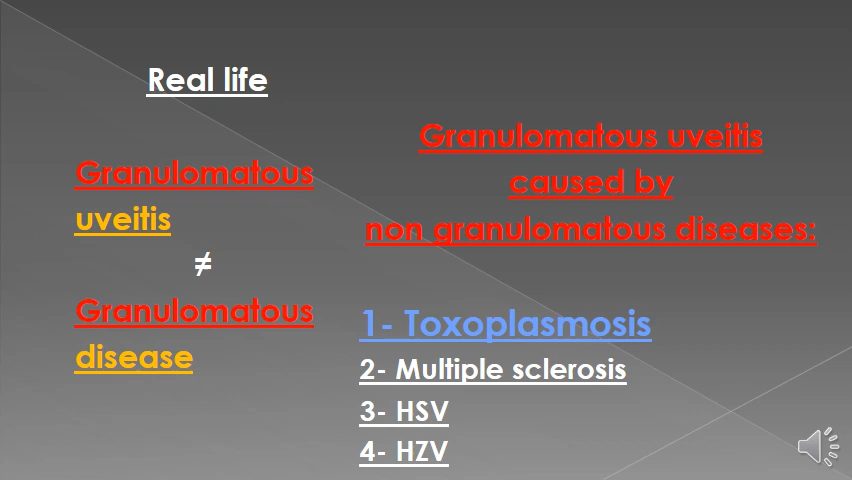 Real life
Granulomatous
uveitis
≠
Granulomatous
disease
Granulomatous uveitis
caused by
non granulomatous diseases:
1- Toxoplasmosis
2- Multiple sclerosis
3- HSV
4- HZV